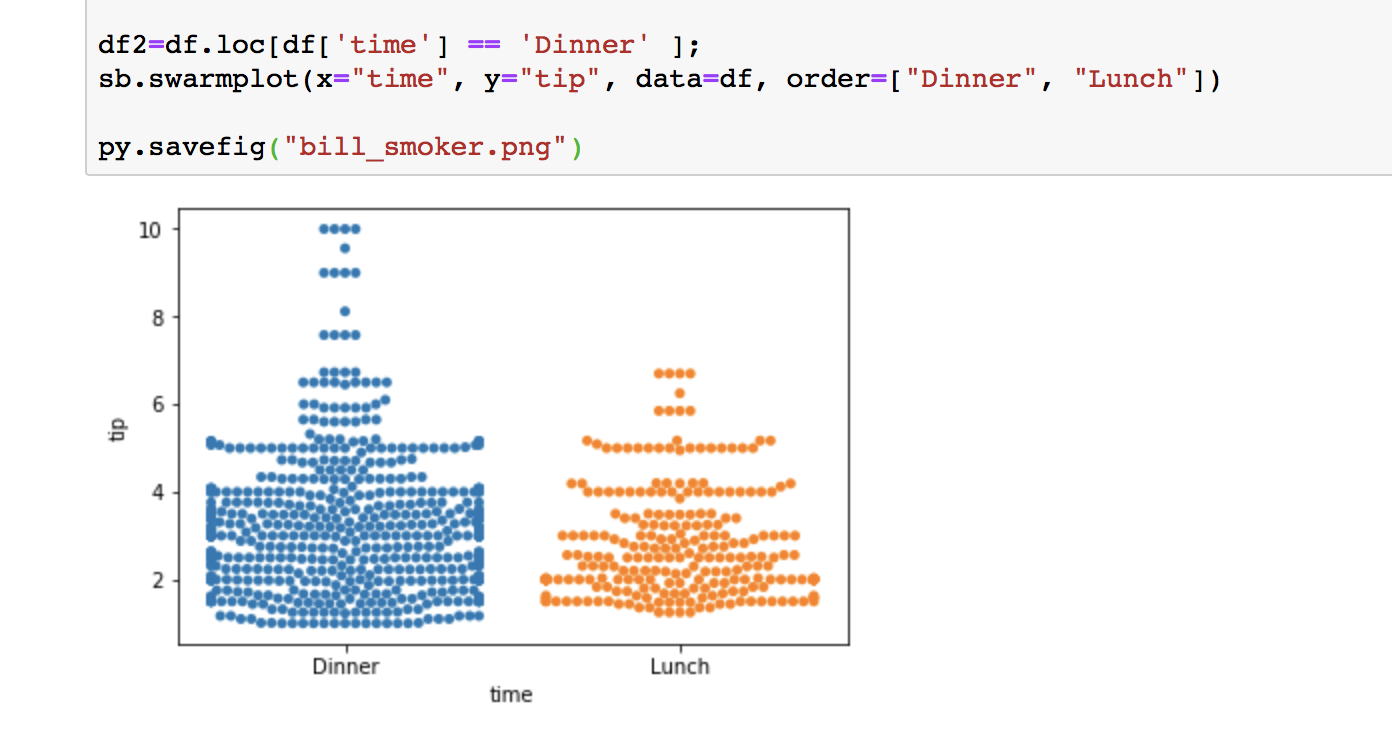 df2=df.loc[df['time'] == 'Dinner' ];
sb.swarmplot(x="time", y="tip", data=df, order=["Dinner", "Lunch"])
py.savefig("bill_smoker.png")
10
8
6
4
2
tip
Dinner Lunch
time